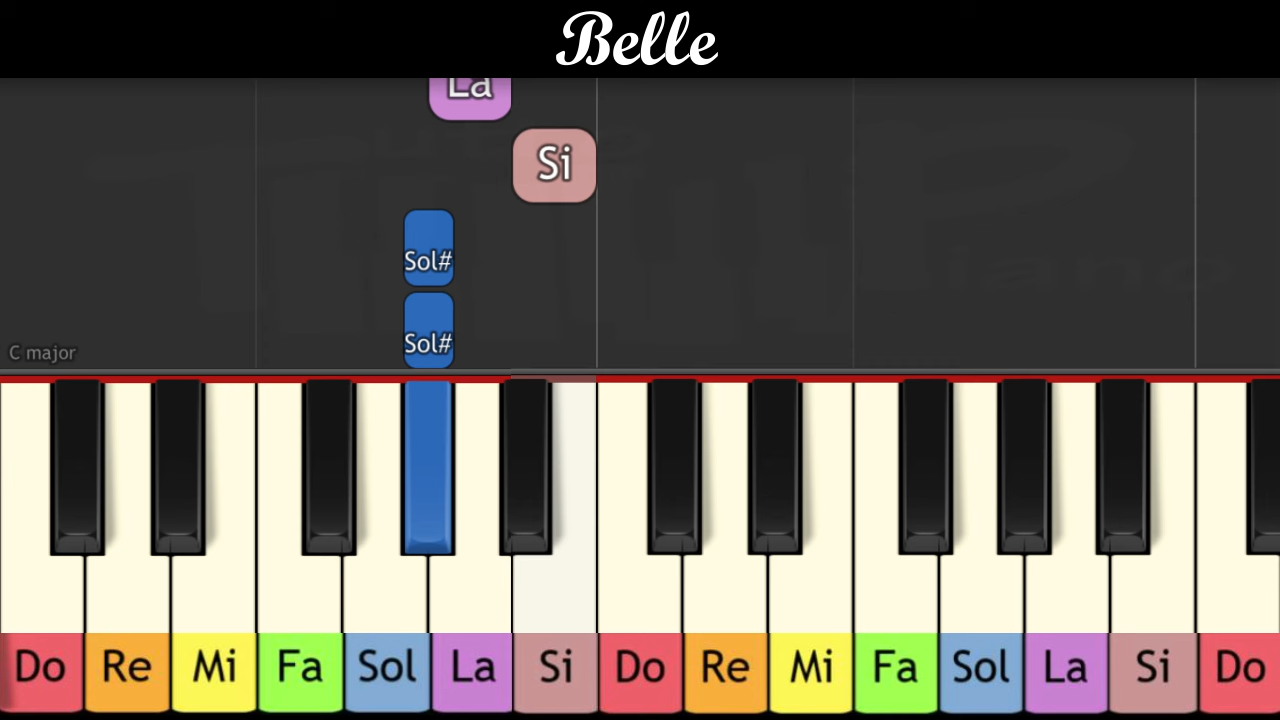 Belle
La
Si
Sol#
Sol#
C major
Do Re Mi Fa Sol La Si Do Re Mi Fa Sol La Si Do